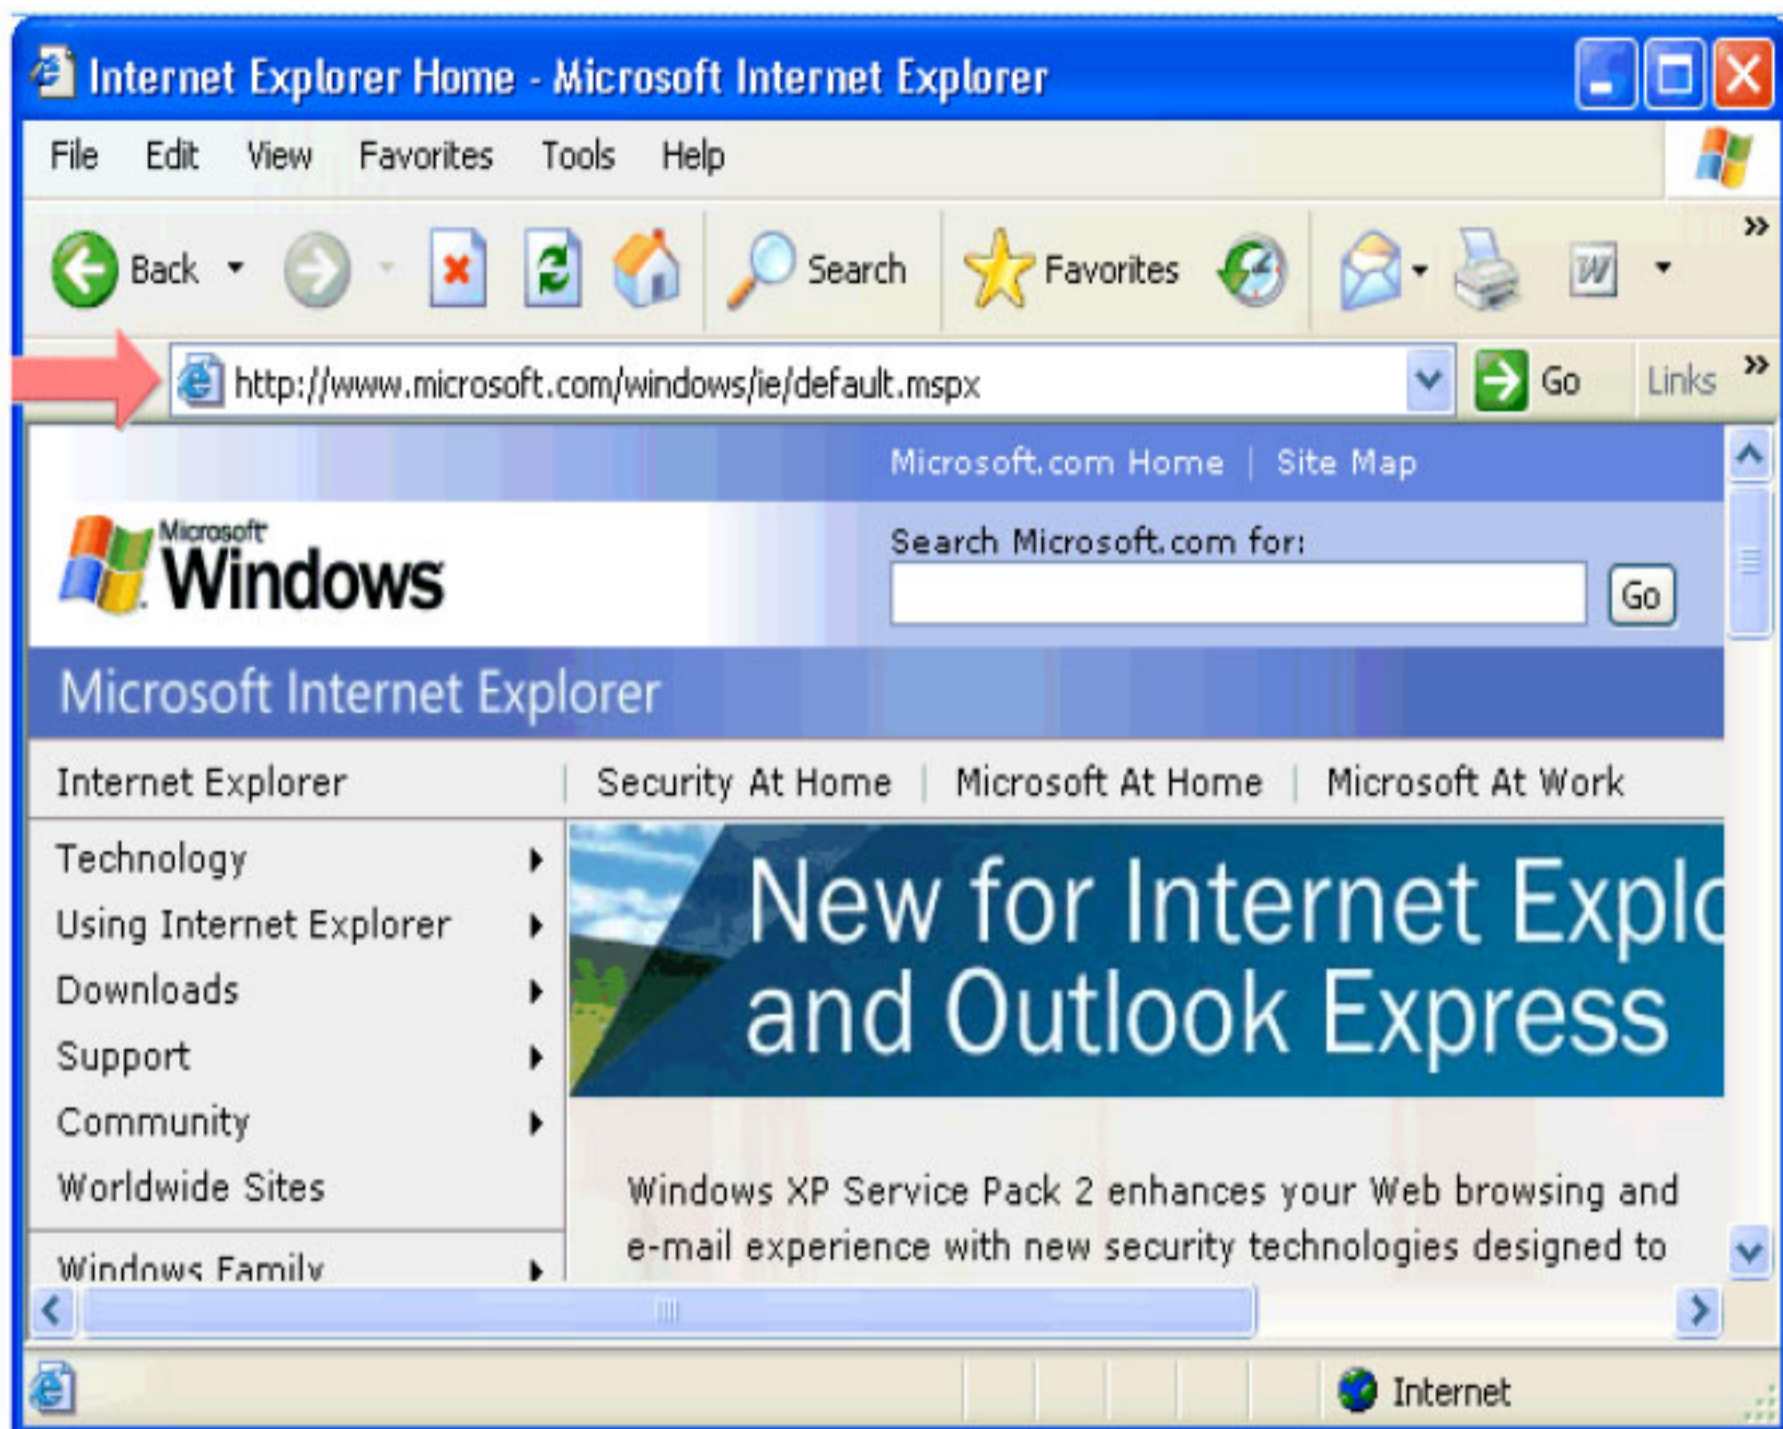 Internet Explorer Home - Microsoft Internet Explorer
File Edit View Favorites Tools Help
Back Search Favorites W
http://www.microsoft.com/windows/ie/default.mspx Go Links
Microsoft.com Home | Site Map
Microsoft Windows
Search Microsoft.com for:
Go
Microsoft Internet Explorer
Internet Explorer | Security At Home | Microsoft At Home | Microsoft At Work
Technology
Using Internet Explorer
Downloads
Support
Community
Worldwide Sites
Windows Family
New for Internet Explo
and Outlook Express
Windows XP Service Pack 2 enhances your Web browsing and
e-mail experience with new security technologies designed to
Internet